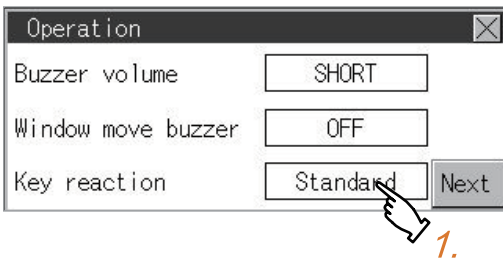 Operation
Buzzer volume SHORT
Window move buzzer OFF
Key reaction Standard Next
1.